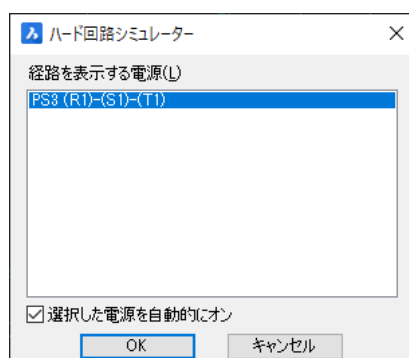 ハード回路シミュレーター
経路を表示する電源(L)
PS3 (R1)-(S1)-(T1)
選択した電源を自動的にオン
OK
キャンセル